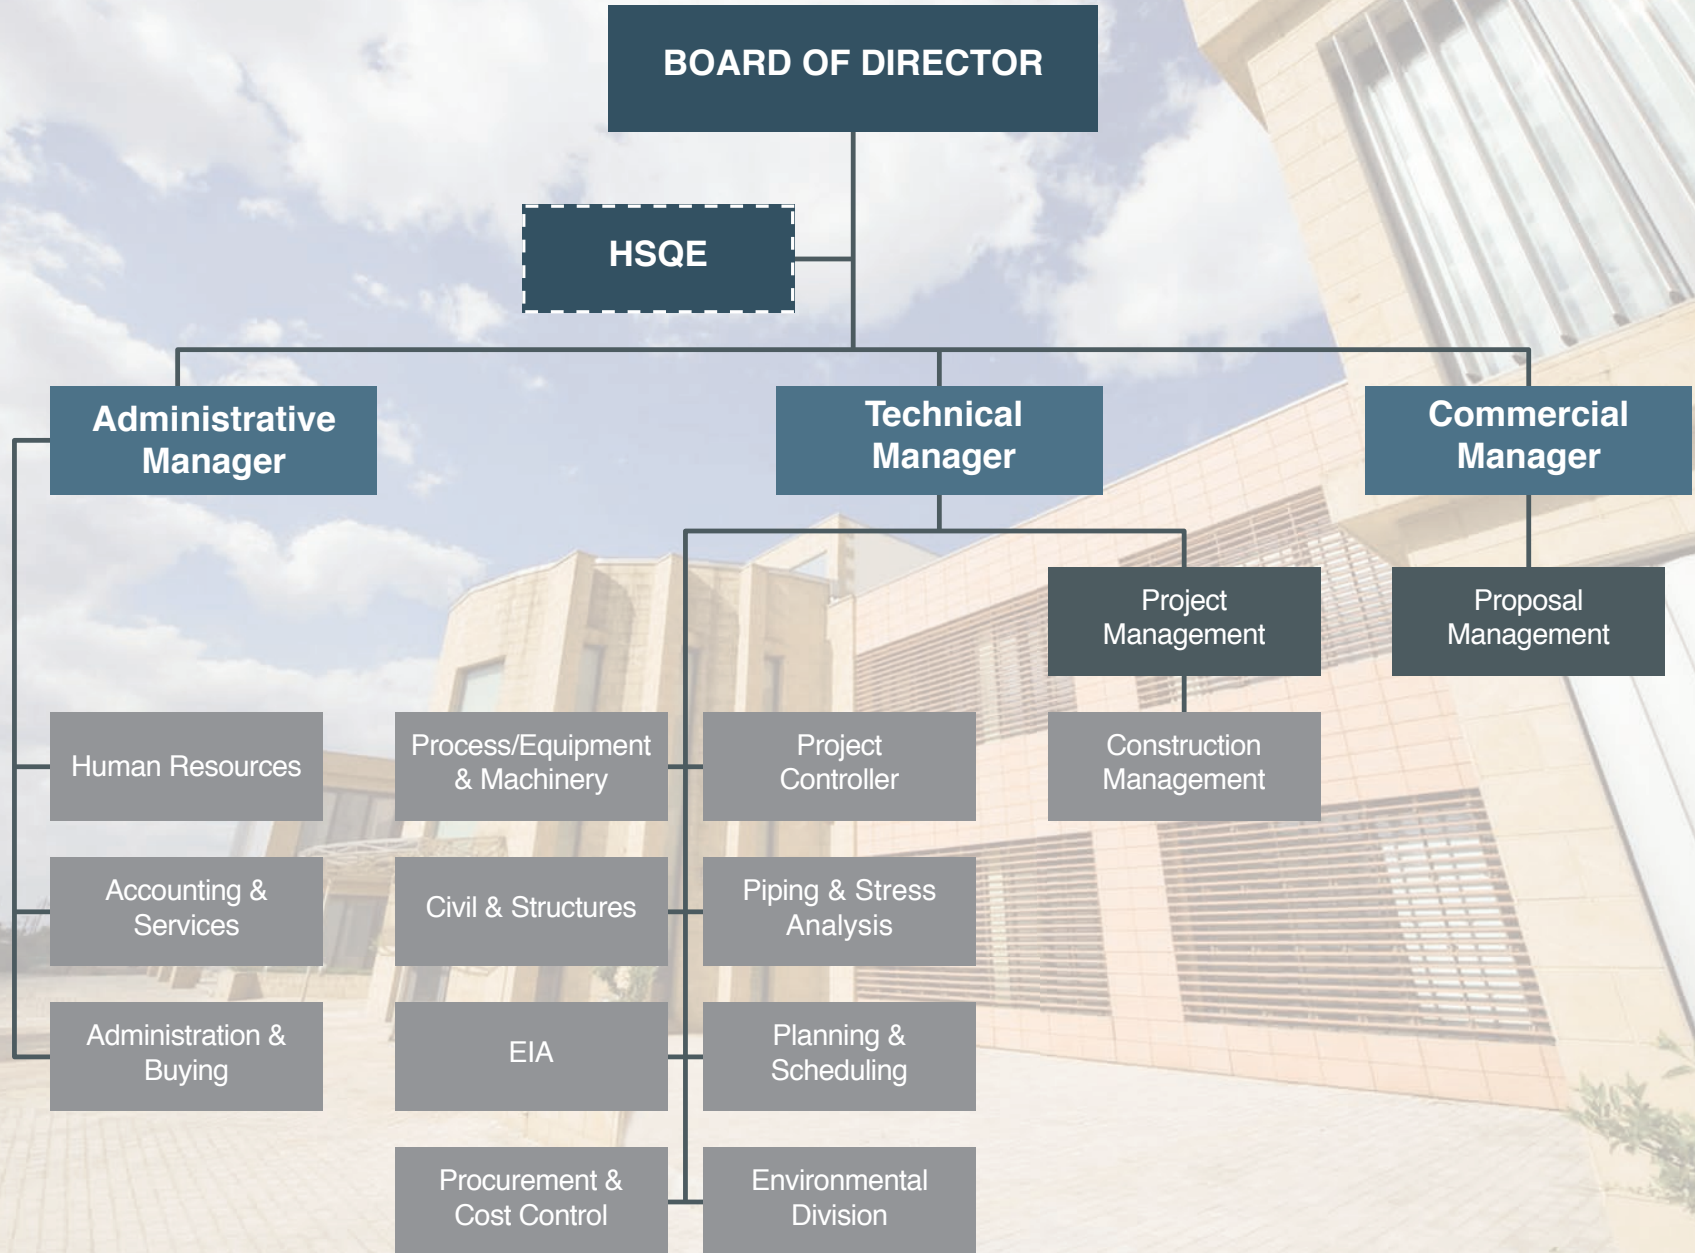 BOARD OF DIRECTOR
HSQE
Administrative
Manager
Technical
Manager
Commercial
Manager
Project
Management
Proposal
Management
Human Resources
Process/Equipment
& Machinery
Project
Controller
Construction
Management
Accounting &
Services
Civil & Structures
Piping & Stress
Analysis
Administration &
Buying
EIA
Planning &
Scheduling
Procurement &
Cost Control
Environmental
Division